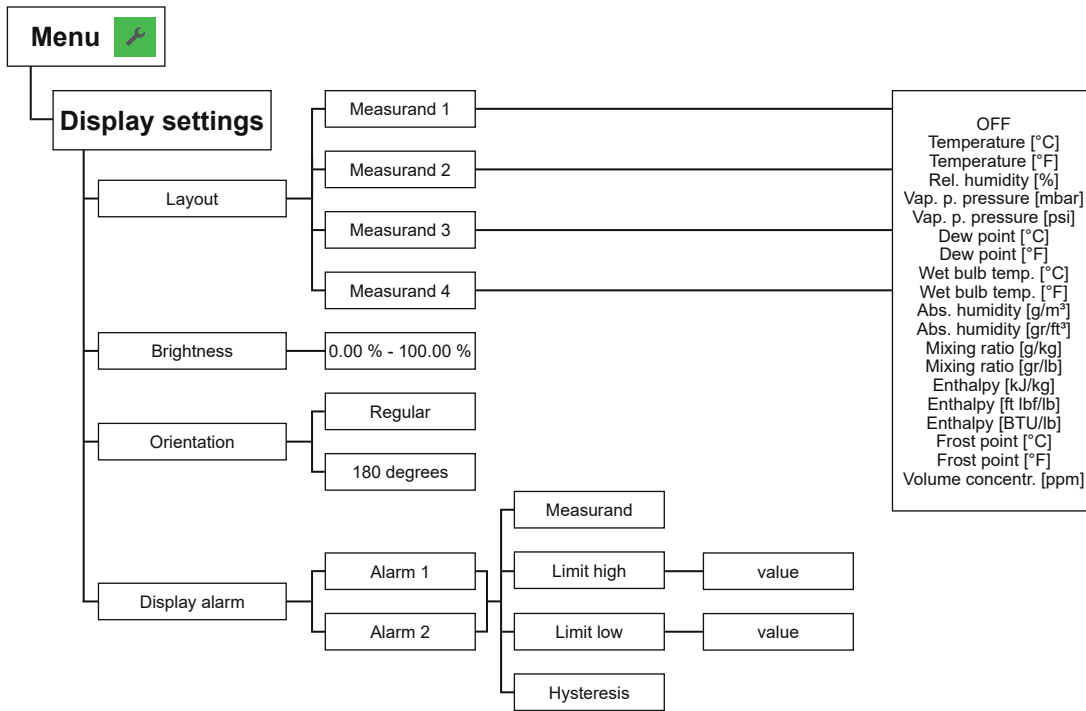 Menu
Display settings
Layout
Measurand 1
Measurand 2
Measurand 3
Measurand 4
OFF
Temperature [°C]
Temperature [°F]
Rel. humidity [%]
Vap. p. pressure [mbar]
Vap. p. pressure [psi]
Dew point [°C]
Dew point [°F]
Wet bulb temp. [°C]
Wet bulb temp. [°F]
Abs. humidity [g/m³]
Abs. humidity [gr/ft³]
Mixing ratio [g/kg]
Mixing ratio [gr/lb]
Enthalpy [kJ/kg]
Enthalpy [ft lbf/lb]
Enthalpy [BTU/lb]
Frost point [°C]
Frost point [°F]
Volume concentr. [ppm]
Brightness
0.00 % - 100.00 %
Orientation
Regular
180 degrees
Display alarm
Alarm 1
Alarm 2
Measurand
Limit high
value
Limit low
value
Hysteresis